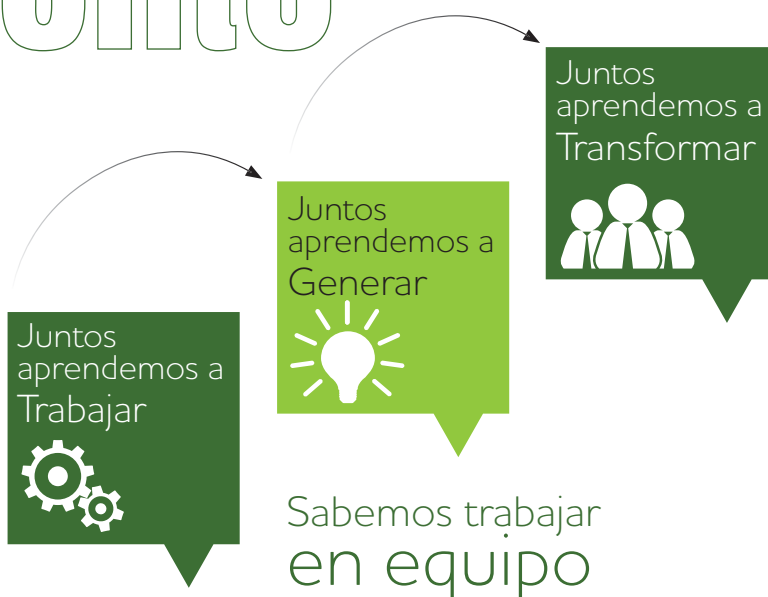 Juntos
aprendemos a
Transformar
Juntos
aprendemos a
Generar
Juntos
aprendemos a
Trabajar
Sabemos trabajar
en equipo